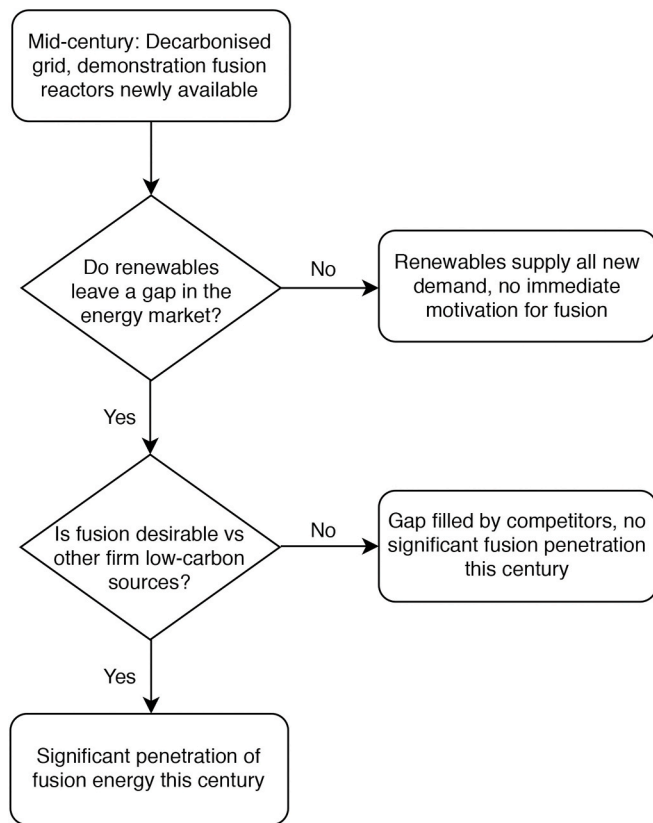 Mid-century: Decarbonised
grid, demonstration fusion
reactors newly available
Do renewables
leave a gap in the
energy market?
No
Renewables supply all new
demand, no immediate
motivation for fusion
Yes
Is fusion desirable vs
other firm low-carbon
sources?
No
Gap filled by competitors, no
significant fusion penetration
this century
Yes
Significant penetration of
fusion energy this century